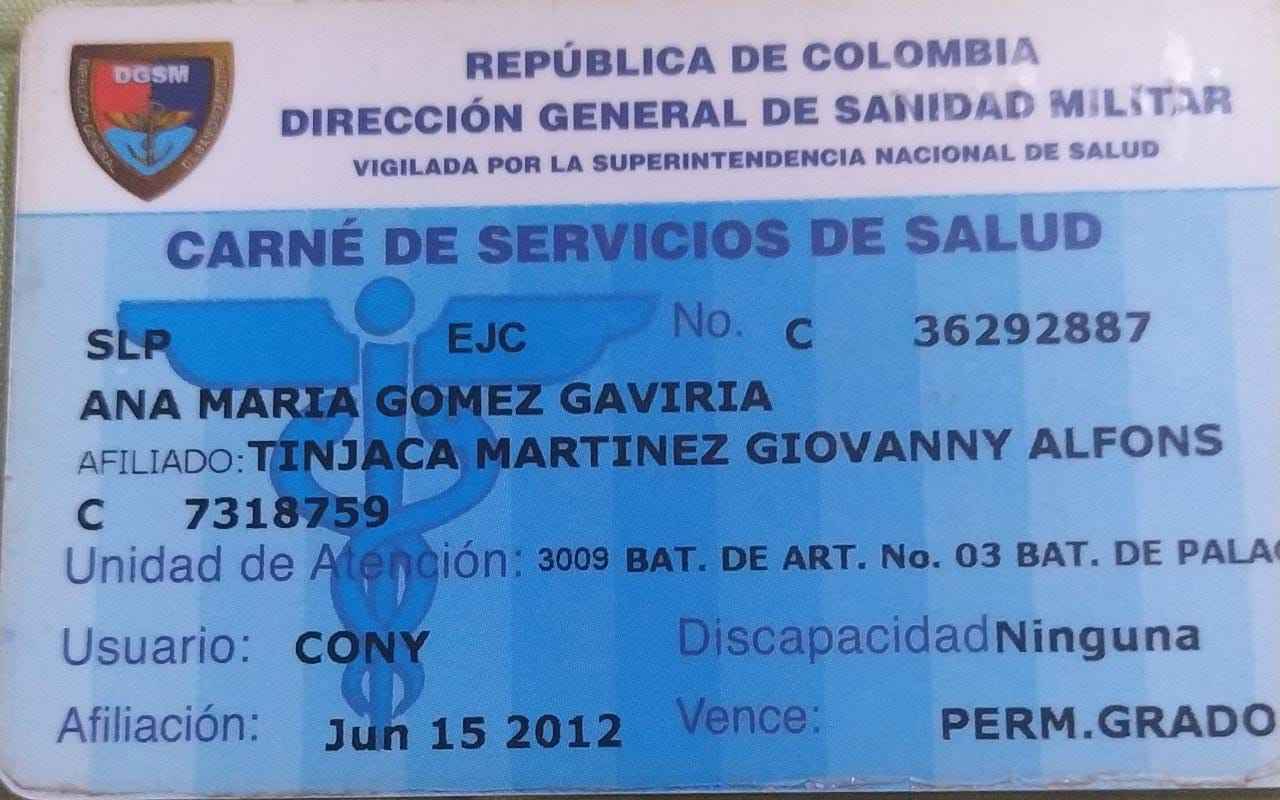 DGSM
REPÚBLICA DE COLOMBIA
DIRECCIÓN GENERAL DE SANIDAD MILITAR
VIGILADA POR LA SUPERINTENDENCIA NACIONAL DE SALUD
CARNÉ DE SERVICIOS DE SALUD
SLP EJC No. C 36292887
ANA MARIA GOMEZ GAVIRIA
AFILIADO: TINJACA MARTINEZ GIOVANNY ALFONS
C 7318759
Unidad de Atención: 3009 BAT. DE ART. No. 03 BAT. DE PALAC
Usuario: CONY Discapacidad Ninguna
Afiliación: Jun 15 2012 Vence: PERM.GRADO